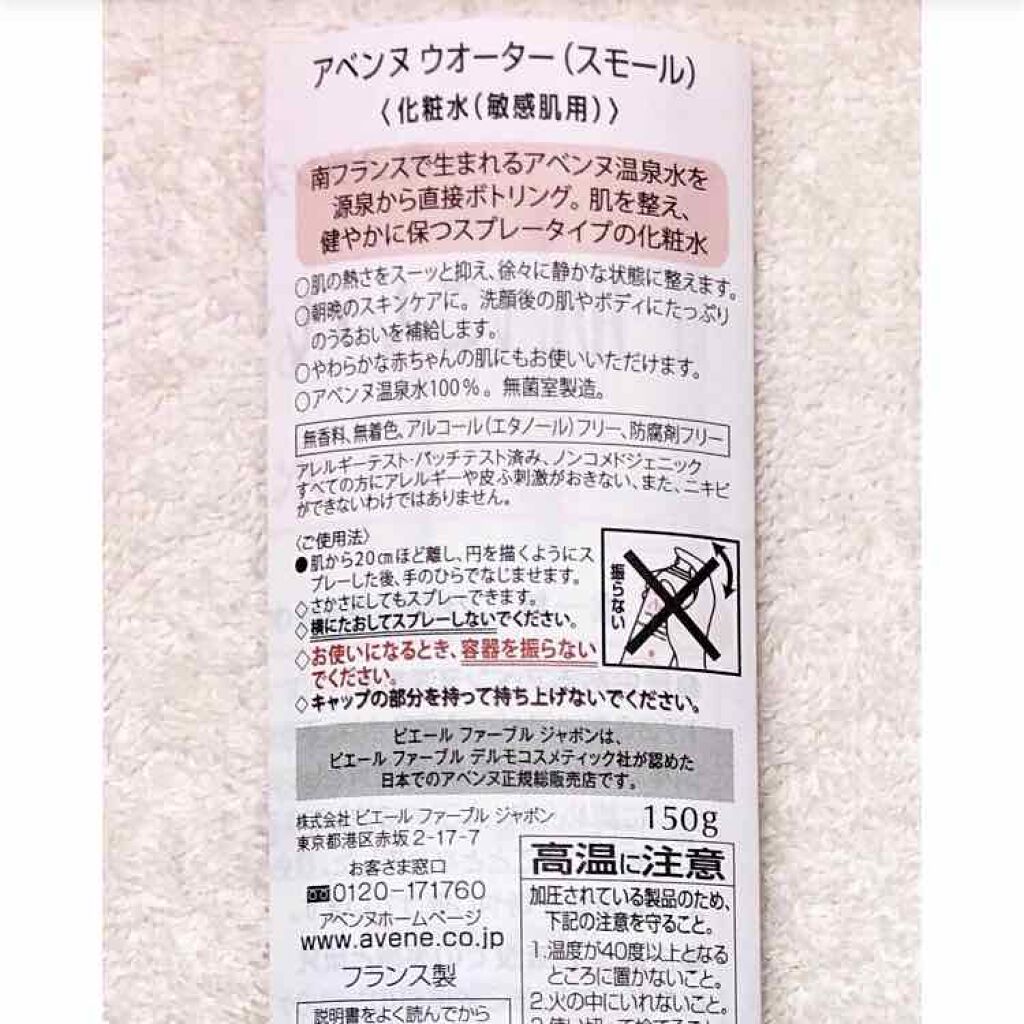 アベンヌ ウオーター(スモール)
〈化粧水(敏感肌用)〉
南フランスで生まれるアベンヌ温泉水を
源泉から直接ボトリング。肌を整え、
健やかに保つスプレータイプの化粧水
○肌の熱さをスーッと抑え、徐々に静かな状態に整えます。
○朝晩のスキンケアに。洗顔後の肌やボディにたっぷり
のうるおいを補給します。
○やわらかな赤ちゃんの肌にもお使いいただけます。
○アベンヌ温泉水100%。無菌室製造。
無香料、無着色、アルコール(エタノール)フリー、防腐剤フリー
アレルギーテスト・パッチテスト済み、ノンコメドジェニック
すべての方にアレルギーや皮ふ刺激がおきない、また、ニキビ
ができないわけではありません。
〈ご使用法〉
●肌から20cmほど離し、円を描くようにス
プレーした後、手のひらでなじませます。
◇さかさにしてもスプレーできます。
◇横にたおしてスプレーしないでください。
◇お使いになるとき、容器を振らない
でください。
◇キャップの部分を持って持ち上げないでください。
振らない
ピエール ファーブル ジャポンは、
ピエール ファーブル デルモコスメティック社が認めた
日本でのアベンヌ正規総販売店です。
株式会社 ピエール ファーブル ジャポン
東京都港区赤坂2-17-7
お客さま窓口
0120-171760
アベンヌホームページ
www.avene.co.jp
フランス製
説明書をよく読んでから
150g
高温に注意
加圧されている製品のため、
下記の注意を守ること。
1.温度が40度以上となる
ところに置かないこと。
2.火の中にいれないこと。